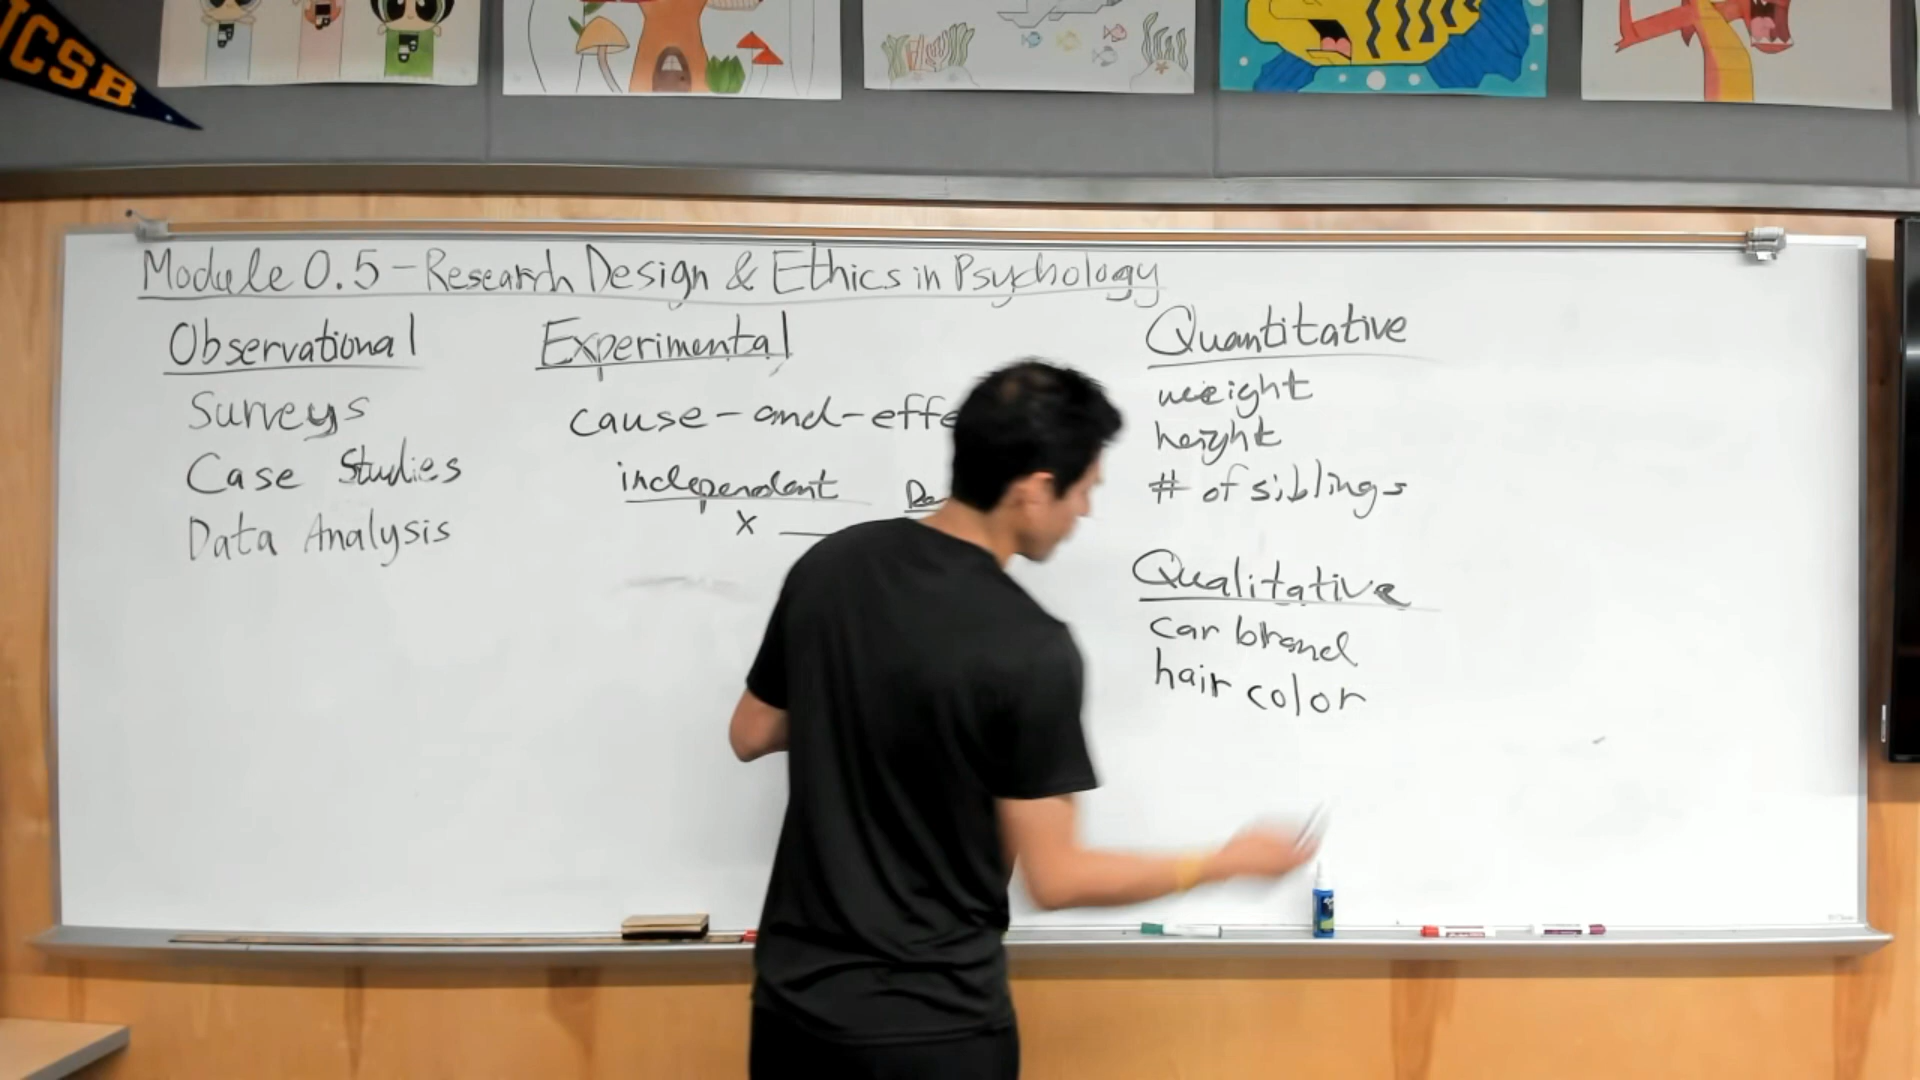 UCSB
Module 0.5 - Research Design & Ethics in Psychology
Observational
Surveys
Case Studies
Data Analysis
Experimental
cause-and-effe
independent
X
Quantitative
weight
height
# of siblings
Qualitative
car brand
hair color